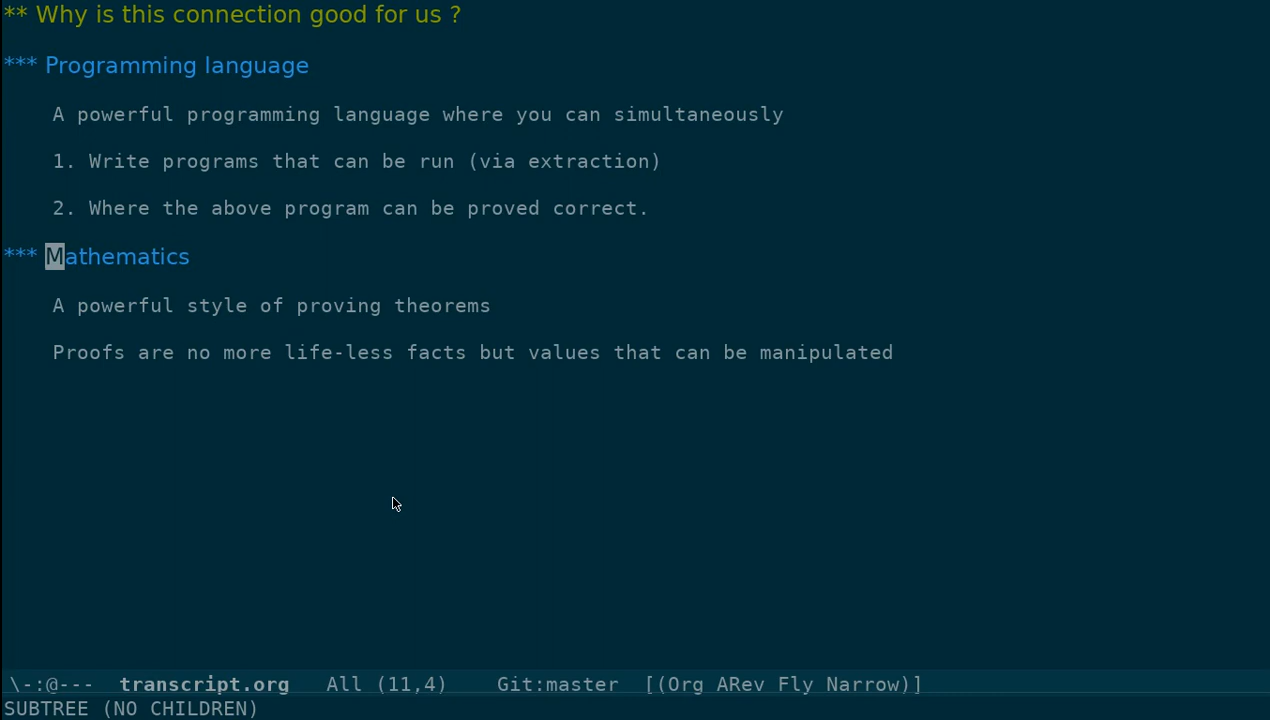 ** Why is this connection good for us ?
*** Programming language
A powerful programming language where you can simultaneously
1. Write programs that can be run (via extraction)
2. Where the above program can be proved correct.
*** Mathematics
A powerful style of proving theorems
Proofs are no more life-less facts but values that can be manipulated
\-:@--- transcript.org All (11,4) Git:master [(Org ARev Fly Narrow)]
SUBTREE (NO CHILDREN)